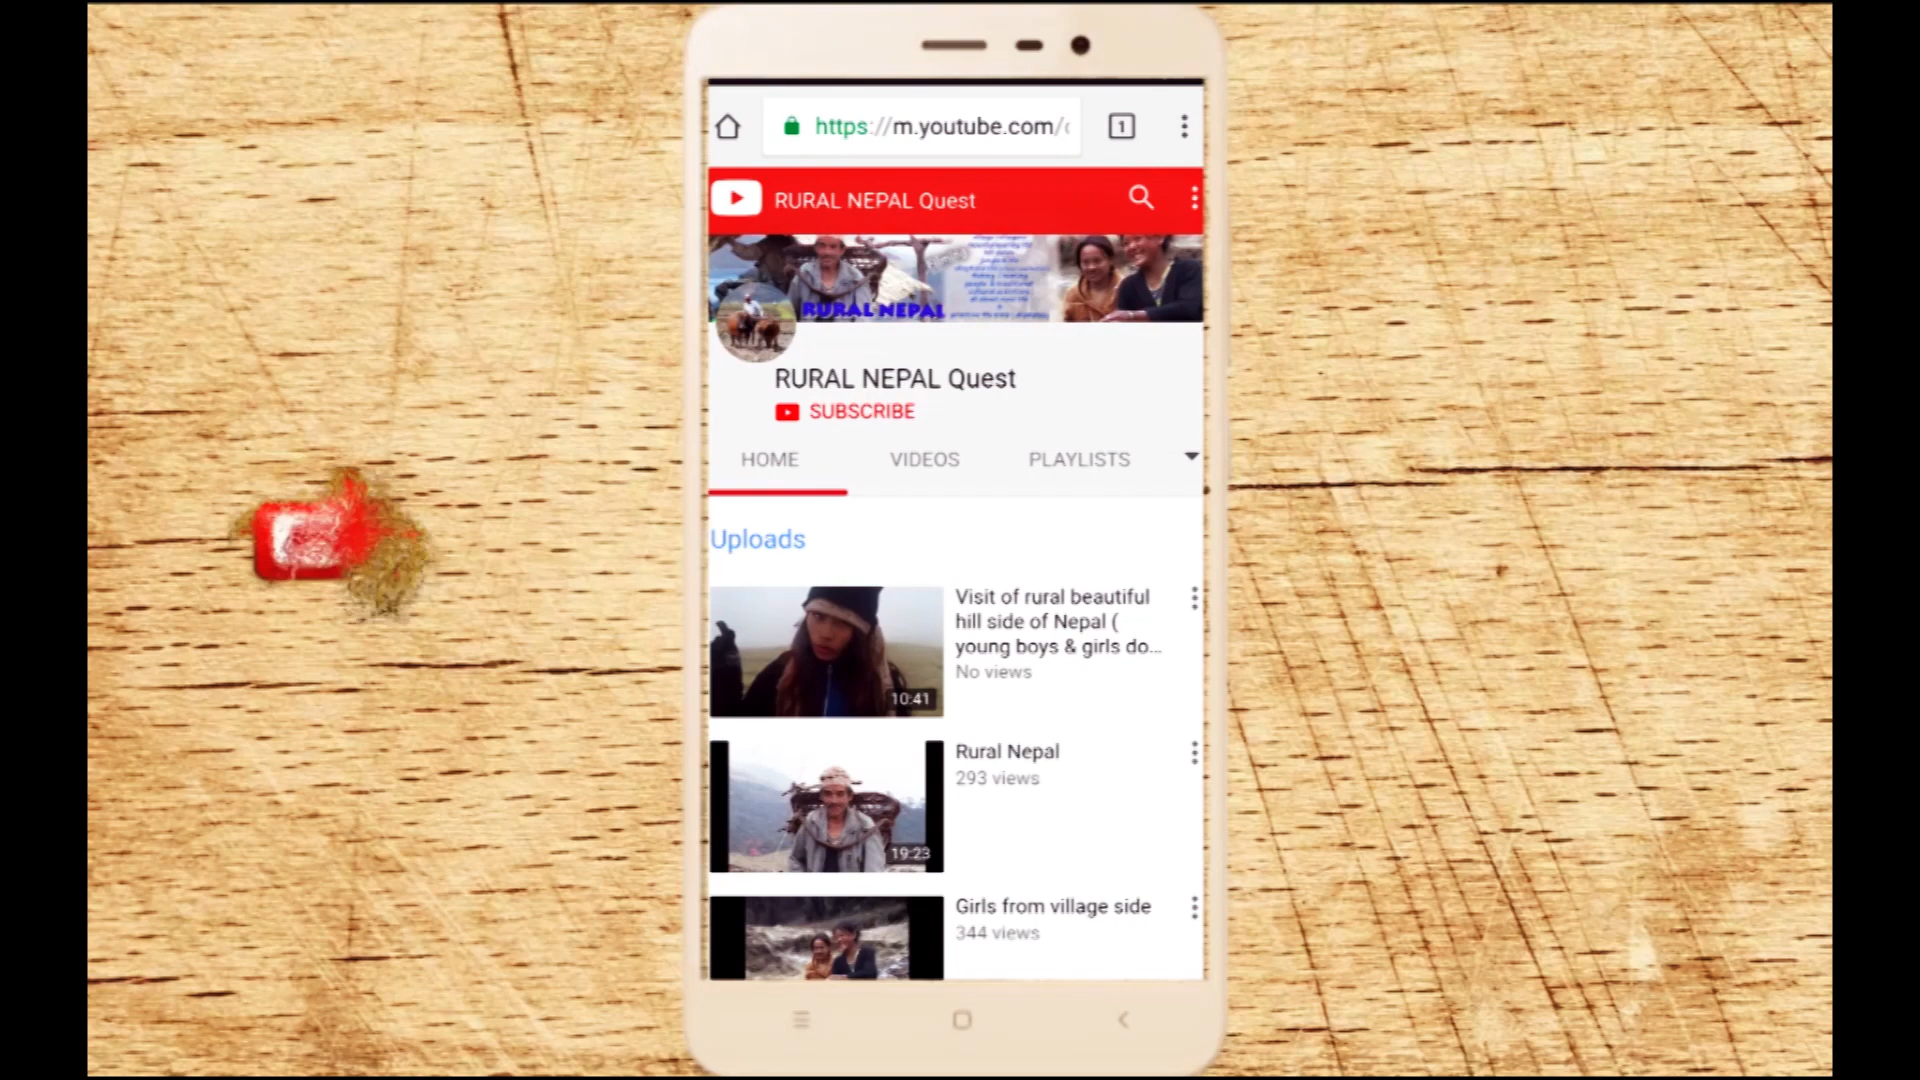 https://m.youtube.com/
1
RURAL NEPAL Quest
RURAL NEPAL
RURAL NEPAL Quest
SUBSCRIBE
HOME VIDEOS PLAYLISTS
Uploads
Visit of rural beautiful
hill side of Nepal (
young boys & girls do...
No views
10:41
Rural Nepal
293 views
19:23
Girls from village side
344 views